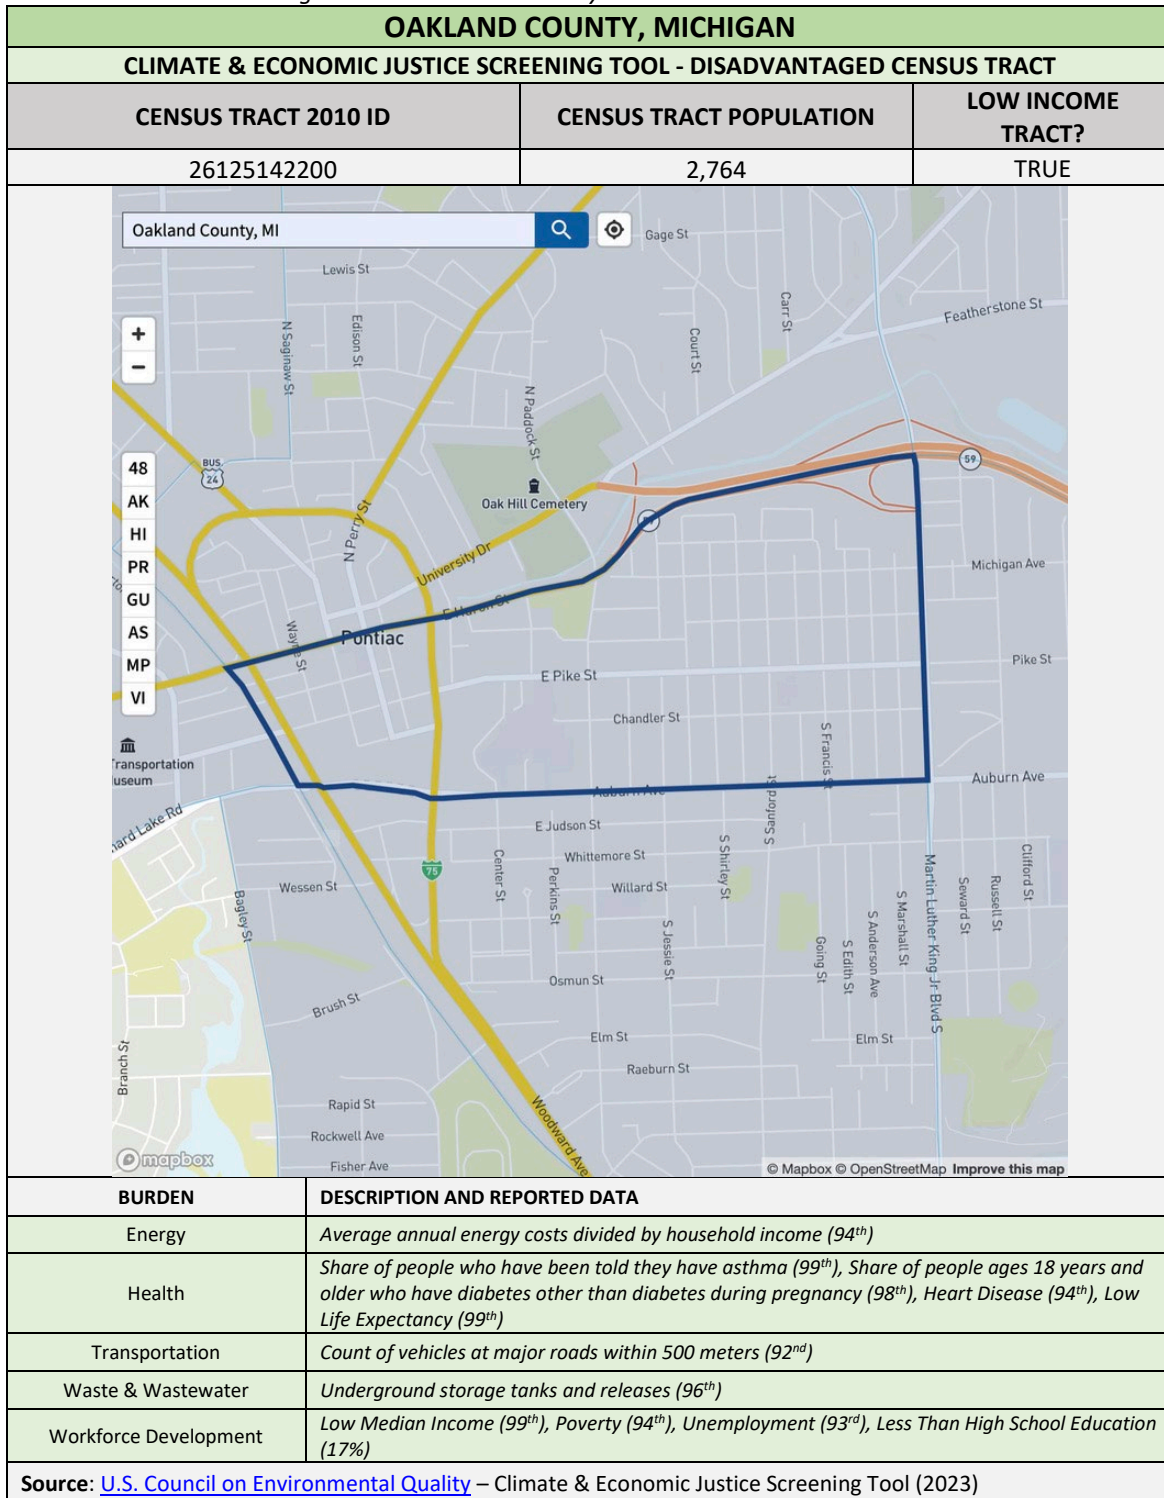 OAKLAND COUNTY, MICHIGAN
CLIMATE & ECONOMIC JUSTICE SCREENING TOOL - DISADVANTAGED CENSUS TRACT
CENSUS TRACT 2010 ID
CENSUS TRACT POPULATION
LOW INCOME
TRACT?
26125142200
2,764
TRUE
Oakland County, MI
Gage St
Lewis St
Carr St
Featherstone St
N Saginaw St
Edison St
Court St
+
−
N Paddock St
48
BUS.
24
59
AK
Oak Hill Cemetery
HI
N Perry St
PR
University Dr
Michigan Ave
GU
E Huron St
AS
Wayne St
Pontiac
MP
Pike St
E Pike St
VI
Chandler St
S Francis St
Transportation
Auburn Ave
Auburn Ave
S Sanford St
E Judson St
S Shirley St
Whittemore St
Center St
Clifford St
75
Perkins St
Willard St
Martin Luther King Jr Blvd S
Seward St
Russell St
Wessen St
Bagley St
S Marshall St
S Jessie St
S Anderson Ave
Going St
S Edith St
Osmun St
Brush St
Elm St
Elm St
Branch St
Raeburn St
Rapid St
Woodward Ave
Rockwell Ave
mapbox
Fisher Ave
© Mapbox © OpenStreetMap Improve this map
BURDEN
DESCRIPTION AND REPORTED DATA
Energy
Average annual energy costs divided by household income (94th)
Health
Share of people who have been told they have asthma (99th), Share of people ages 18 years and
older who have diabetes other than diabetes during pregnancy (98th), Heart Disease (94th), Low
Life Expectancy (99th)
Transportation
Count of vehicles at major roads within 500 meters (92nd)
Waste & Wastewater
Underground storage tanks and releases (96th)
Workforce Development
Low Median Income (99th), Poverty (94th), Unemployment (93rd), Less Than High School Education
(17%)
Source: U.S. Council on Environmental Quality – Climate & Economic Justice Screening Tool (2023)